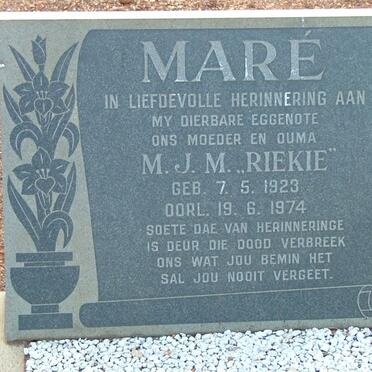 MARÉ
IN LIEFDEVOLLE HERINNERING AAN
MY DIERBARE EGGENOTE
ONS MOEDER EN OUMA
M. J. M. „RIEKIE"
GEB. 7. 5. 1923
OORL. 19. 6. 1974
SOETE DAE VAN HERINNERINGE
IS DEUR DIE DOOD VERBREEK
ONS WAT JOU BEMIN HET
SAL JOU NOOIT VERGEET.